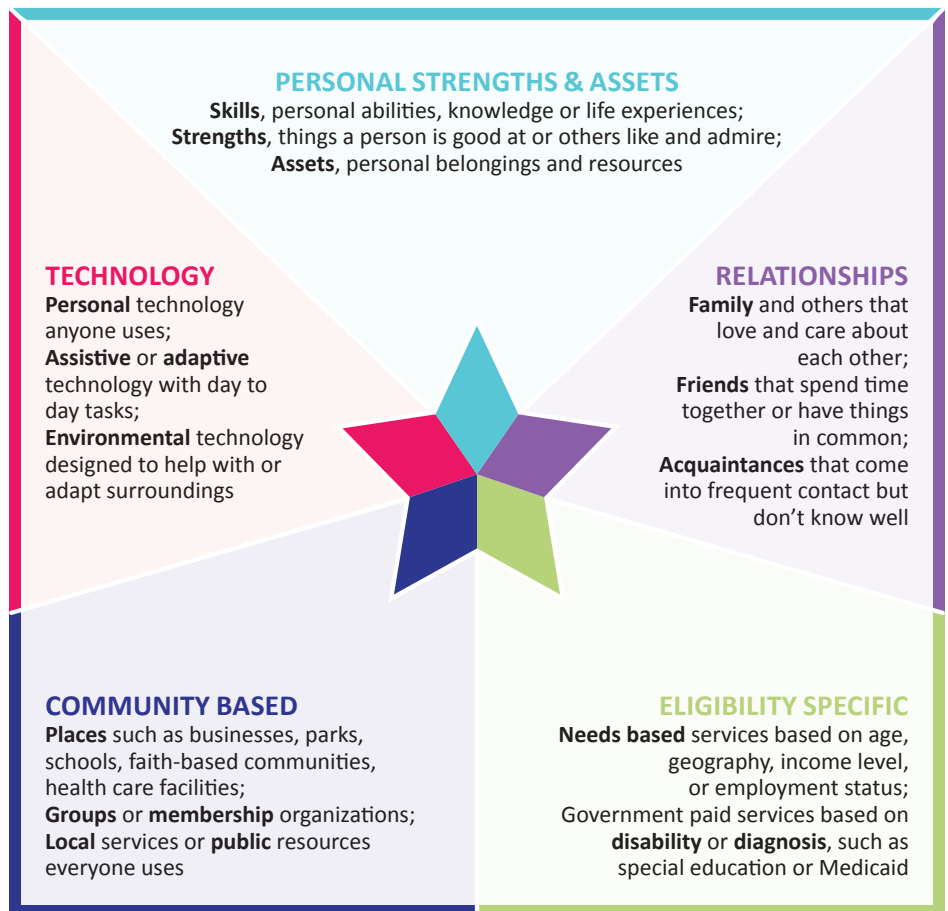 PERSONAL STRENGTHS & ASSETS
Skills, personal abilities, knowledge or life experiences;
Strengths, things a person is good at or others like and admire;
Assets, personal belongings and resources
TECHNOLOGY
Personal technology
anyone uses;
Assistive or adaptive
technology with day to
day tasks;
Environmental technology
designed to help with or
adapt surroundings
RELATIONSHIPS
Family and others that
love and care about
each other;
Friends that spend time
together or have things
in common;
Acquaintances that come
into frequent contact but
don’t know well
COMMUNITY BASED
Places such as businesses, parks,
schools, faith-based communities,
health care facilities;
Groups or membership organizations;
Local services or public resources
everyone uses
ELIGIBILITY SPECIFIC
Needs based services based on age,
geography, income level,
or employment status;
Government paid services based on
disability or diagnosis, such as
special education or Medicaid